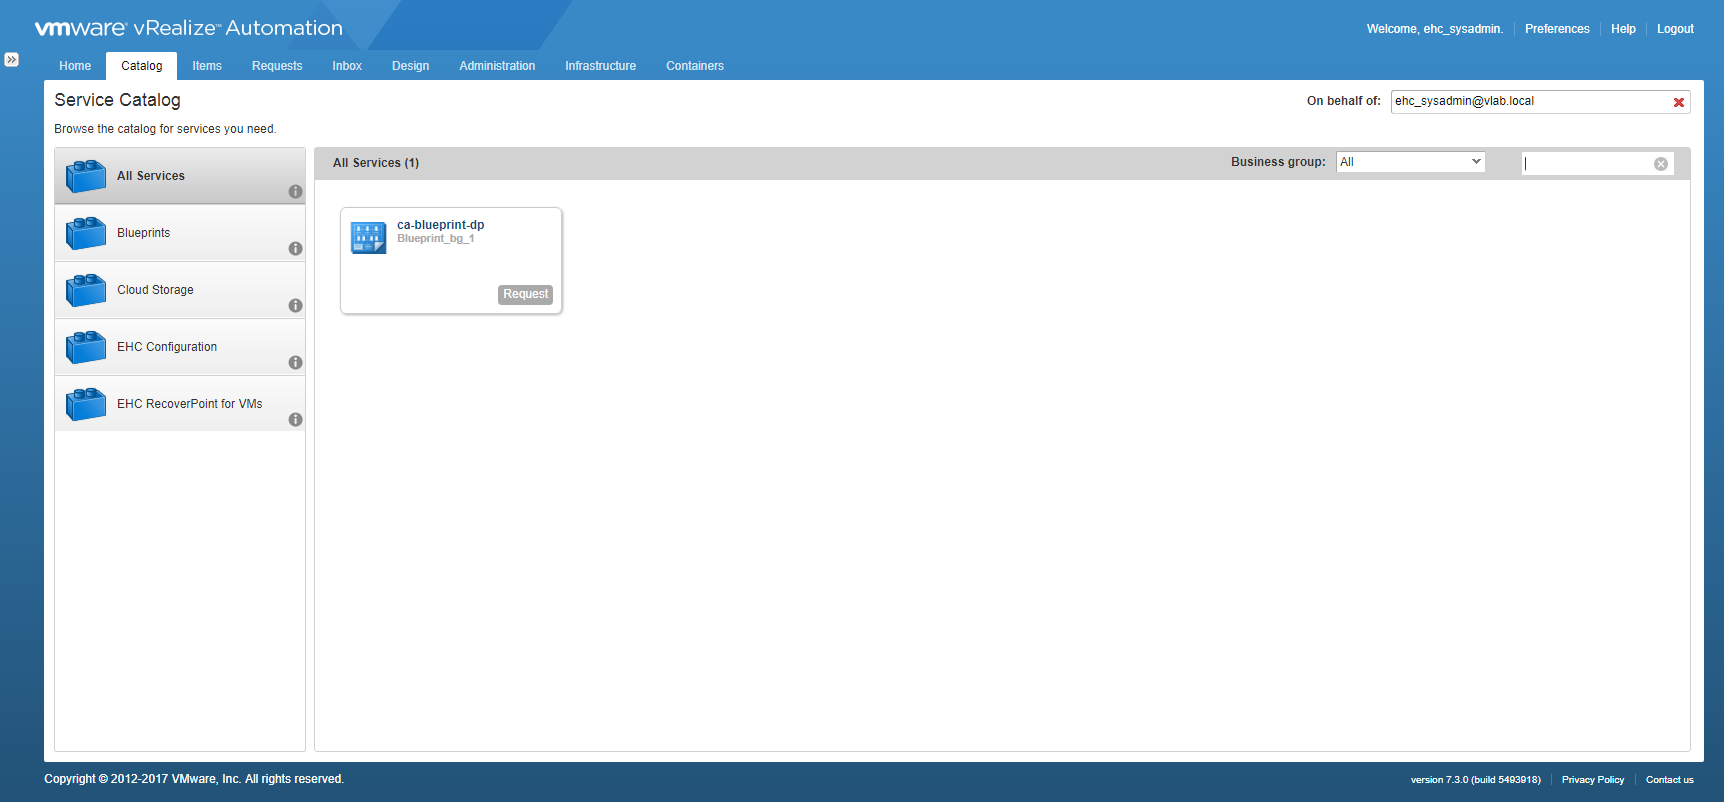 vmware® vRealize™ Automation
Welcome, ehc_sysadmin. Preferences Help Logout
Home Catalog Items Requests Inbox Design Administration Infrastructure Containers
Service Catalog
On behalf of: ehc_sysadmin@vlab.local
Browse the catalog for services you need.
All Services
Blueprints
Cloud Storage
EHC Configuration
EHC RecoverPoint for VMs
All Services (1)
Business group: All
ca-blueprint-dp
Blueprint_bg_1
Request
Copyright © 2012-2017 VMware, Inc. All rights reserved.
version 7.3.0 (build 5493918) Privacy Policy Contact us